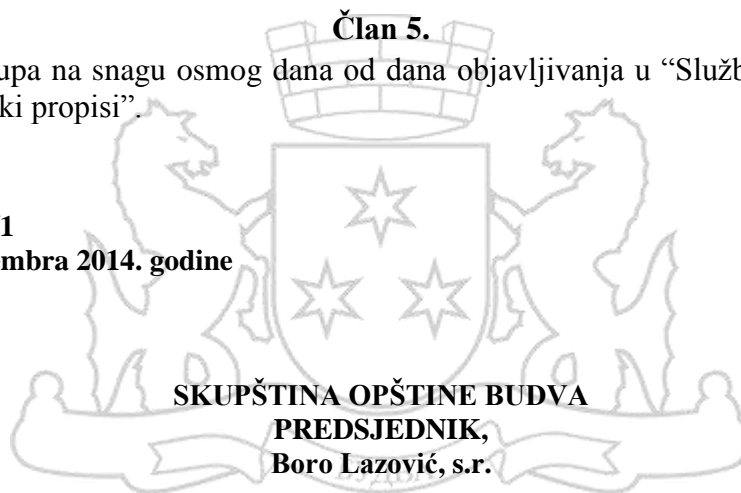 Član 5.
upa na snagu osmog dana od dana objavljivanja u “Služb
ki propisi”.
1
embra 2014. godine
SKUPŠTINA OPŠTINE BUDVA
PREDSJEDNIK,
Boro Lazović, s.r.